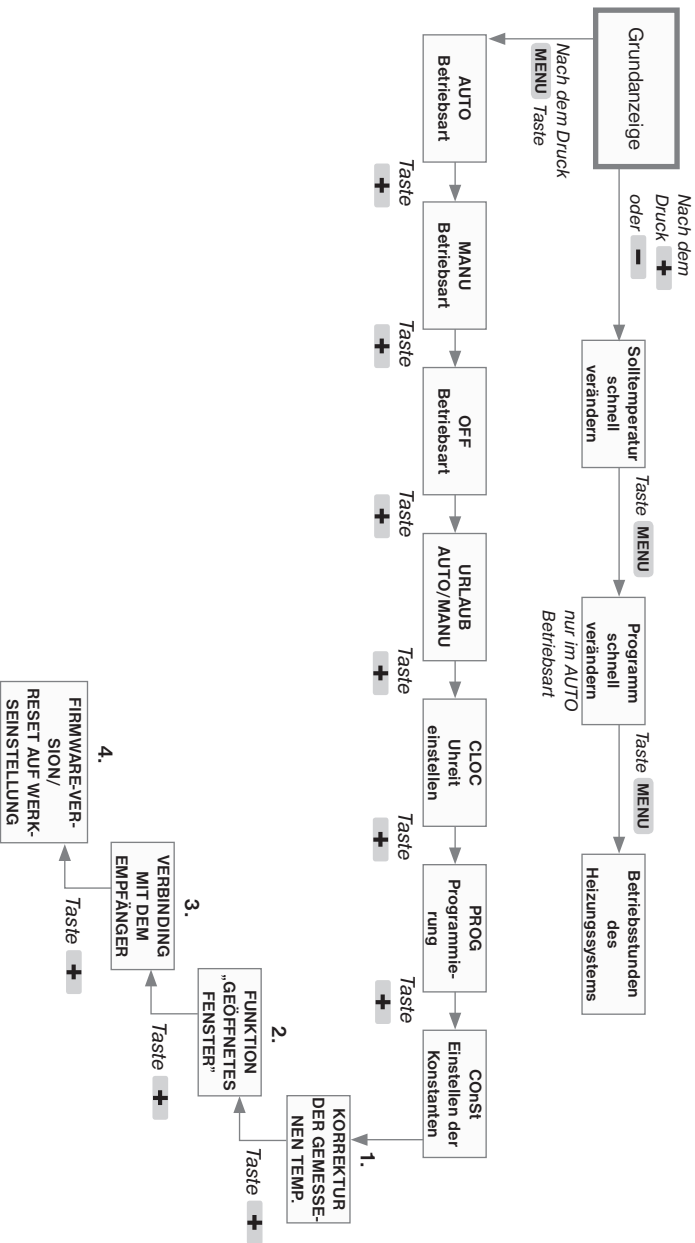 Grundanzeige
Nach dem
Druck +
oder −
Solltemperatur
schnell
verändern
Taste MENU
Programm
schnell
verändern
nur im AUTO
Betriebsart
Taste MENU
Betriebsstunden
des
Heizungssystems
Nach dem Druck
MENU Taste
AUTO
Betriebsart
Taste
+
MANU
Betriebsart
Taste
+
OFF
Betriebsart
Taste
+
URLAUB
AUTO/MANU
Taste
+
CLOC
Uhreit
einstellen
Taste
+
PROG
Programmie-
rung
Taste
+
COnSt
Einstellen der
Konstanten
1.
KORREKTUR
DER GEMESSE-
NEN TEMP.
Taste +
2.
FUNKTION
„GEÖFFNETES
FENSTER”
Taste +
3.
VERBINDING
MIT DEM
EMPFÄNGER
Taste +
4.
FIRMWARE-VER-
SION/
RESET AUF WERK-
SEINSTELLUNG